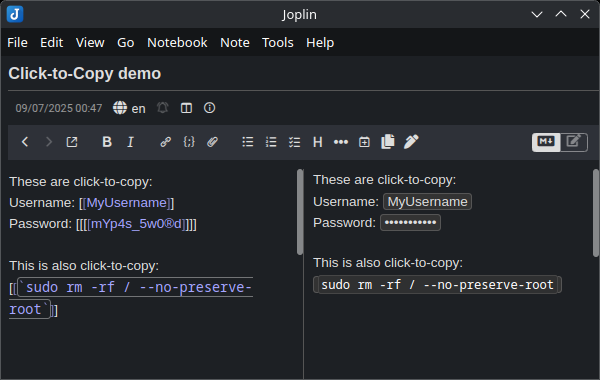 Joplin
File Edit View Go Notebook Note Tools Help
Click-to-Copy demo
09/07/2025 00:47 en
B I {;} H ••• M↓
These are click-to-copy:
Username: [[MyUsername]]
Password: [[[[mYp4s_5w0®d]]]]
This is also click-to-copy:
[[`sudo rm -rf / --no-preserve-
root`]]
These are click-to-copy:
Username: MyUsername
Password: •••••••••••
This is also click-to-copy:
sudo rm -rf / --no-preserve-root